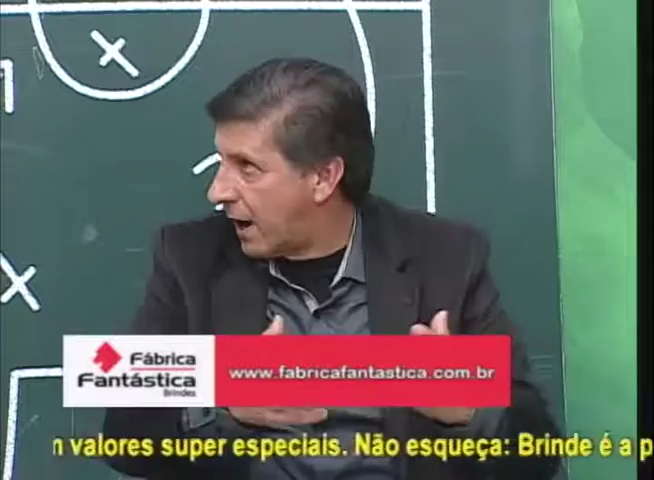 Fábrica
Fantástica
Brindes
www.fabricafantastica.com.br
valores super especiais. Não esqueça: Brinde é a